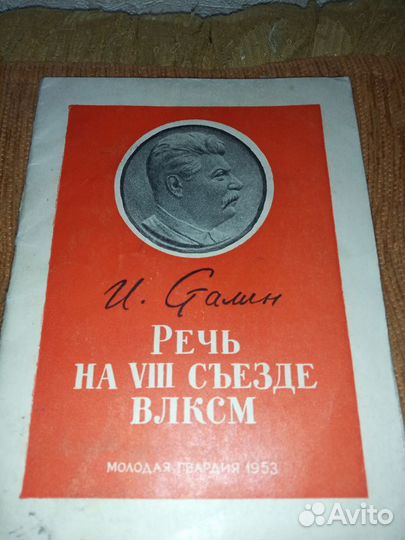 И. Сталин
РЕЧЬ
НА VIII СЪЕЗДЕ
ВЛКСМ
МОЛОДАЯ ГВАРДИЯ 1953
Avito